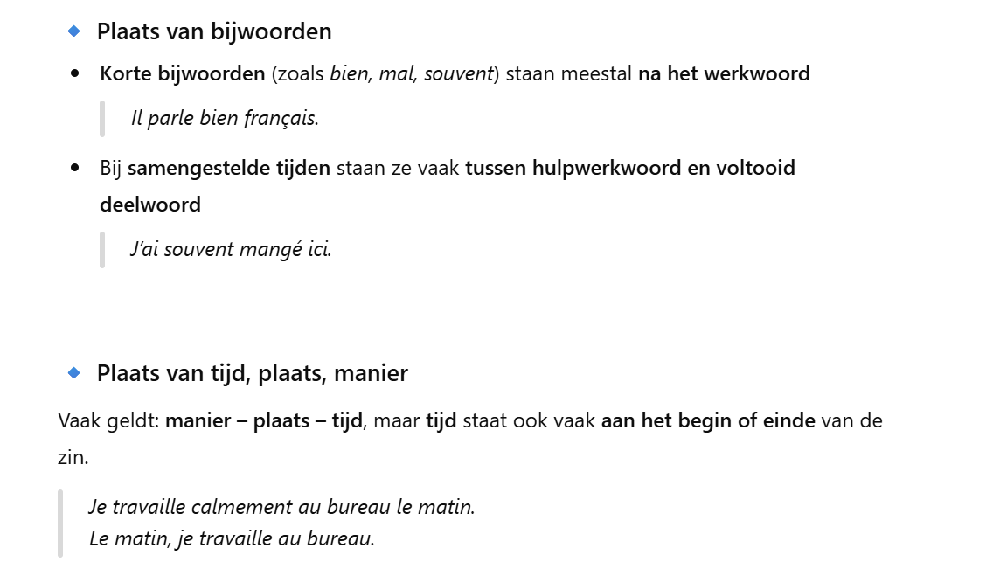 Plaats van bijwoorden
Korte bijwoorden (zoals bien, mal, souvent) staan meestal na het werkwoord
Il parle bien français.
Bij samengestelde tijden staan ze vaak tussen hulpwerkwoord en voltooid
deelwoord
J'ai souvent mangé ici.
Plaats van tijd, plaats, manier
Vaak geldt: manier – plaats – tijd, maar tijd staat ook vaak aan het begin of einde van de
zin.
Je travaille calmement au bureau le matin.
Le matin, je travaille au bureau.